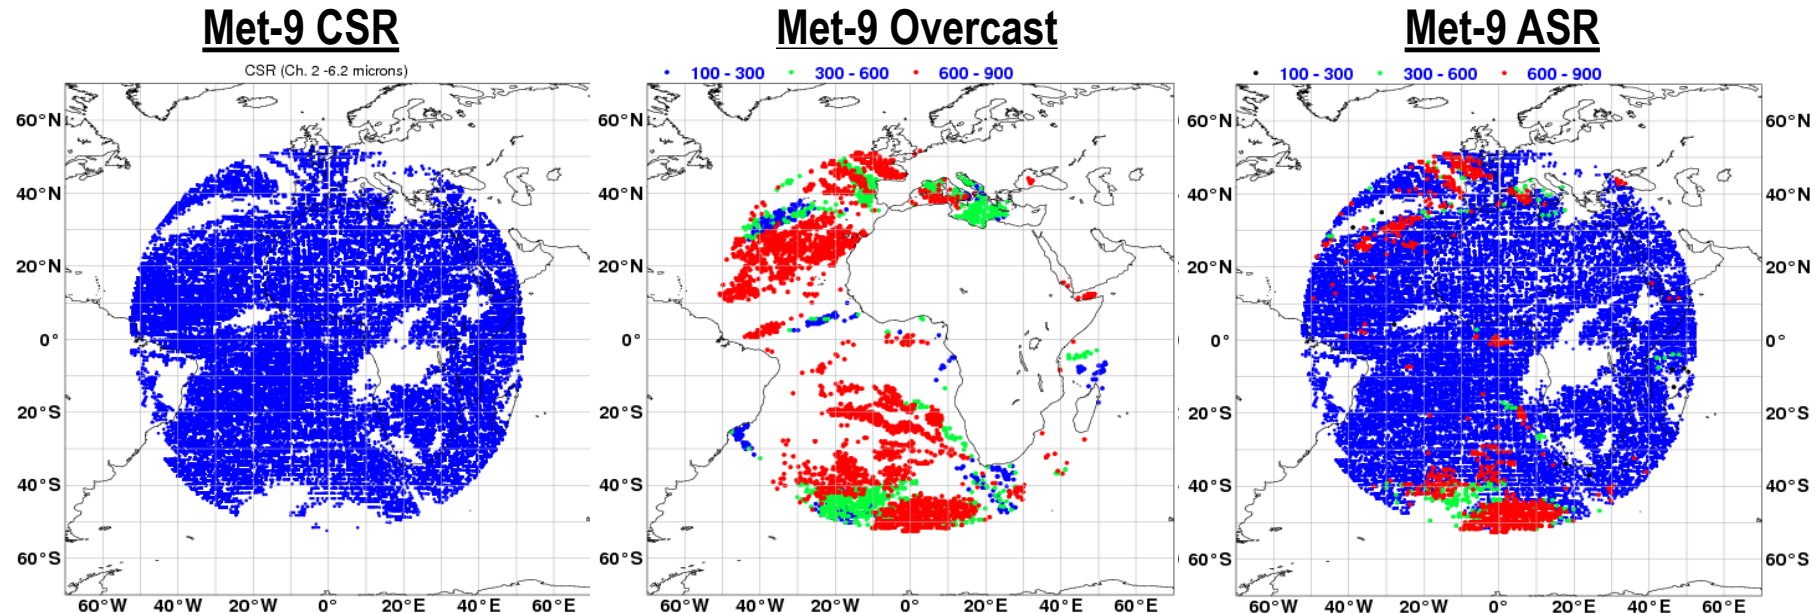 Met-9 CSR
CSR (Ch. 2 -6.2 microns)
60°N
40°N
20°N
0°
20°S
40°S
60°S
60°W 40°W 20°W 0° 20°E 40°E 60°E
Met-9 Overcast
100 - 300 300 - 600 600 - 900
60°N
40°N
20°N
0°
20°S
40°S
60°S
60°W 40°W 20°W 0° 20°E 40°E 60°E
Met-9 ASR
100 - 300 300 - 600 600 - 900
60°N 60°N
40°N 40°N
20°N 20°N
0° 0°
20°S 20°S
40°S 40°S
60°S 60°S
60°W 40°W 20°W 0° 20°E 40°E 60°E